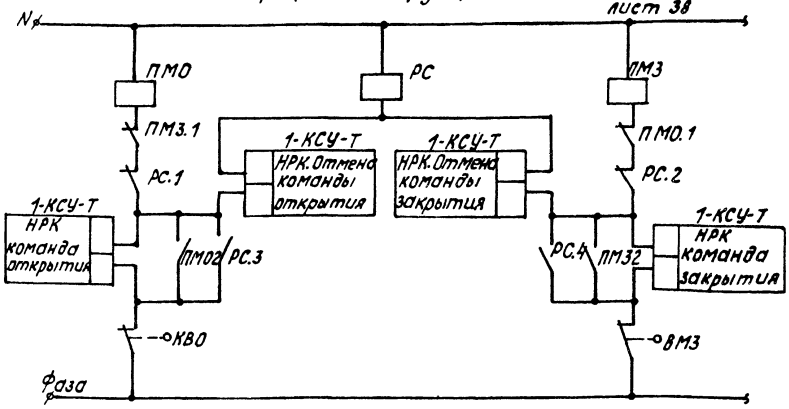 лист 38
N
ПМО
РС
ПМЗ
ПМЗ.1
ПМО.1
РС.1
РС.2
1-КСУ-Т
НРК.Отмена
команды
открытия
1-КСУ-Т
НРК.Отмена
команды
закрытия
1-КСУ-Т
НРК
команда
открытия
ПМО2
РС.3
РС.4
ПМЗ2
1-КСУ-Т
НРК
команда
закрытия
КВО
ВМЗ
Фаза